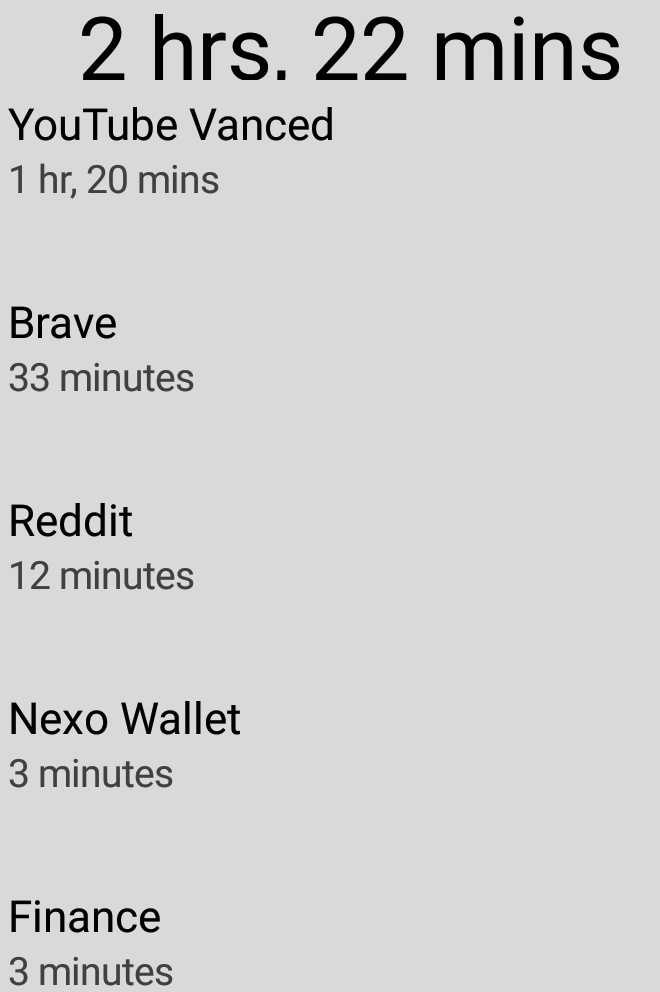 2 hrs. 22 mins
YouTube Vanced
1 hr, 20 mins
Brave
33 minutes
Reddit
12 minutes
Nexo Wallet
3 minutes
Finance
3 minutes